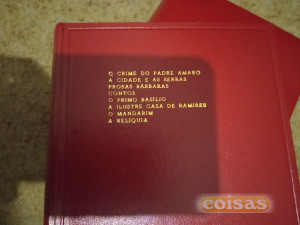 O CRIME DO PADRE AMARO
A CIDADE E AS SERRAS
PROSAS BÁRBARAS
CONTOS
O PRIMO BASÍLIO
A ILUSTRE CASA DE RAMIRES
O MANDARIM
A RELÍQUIA
coisas